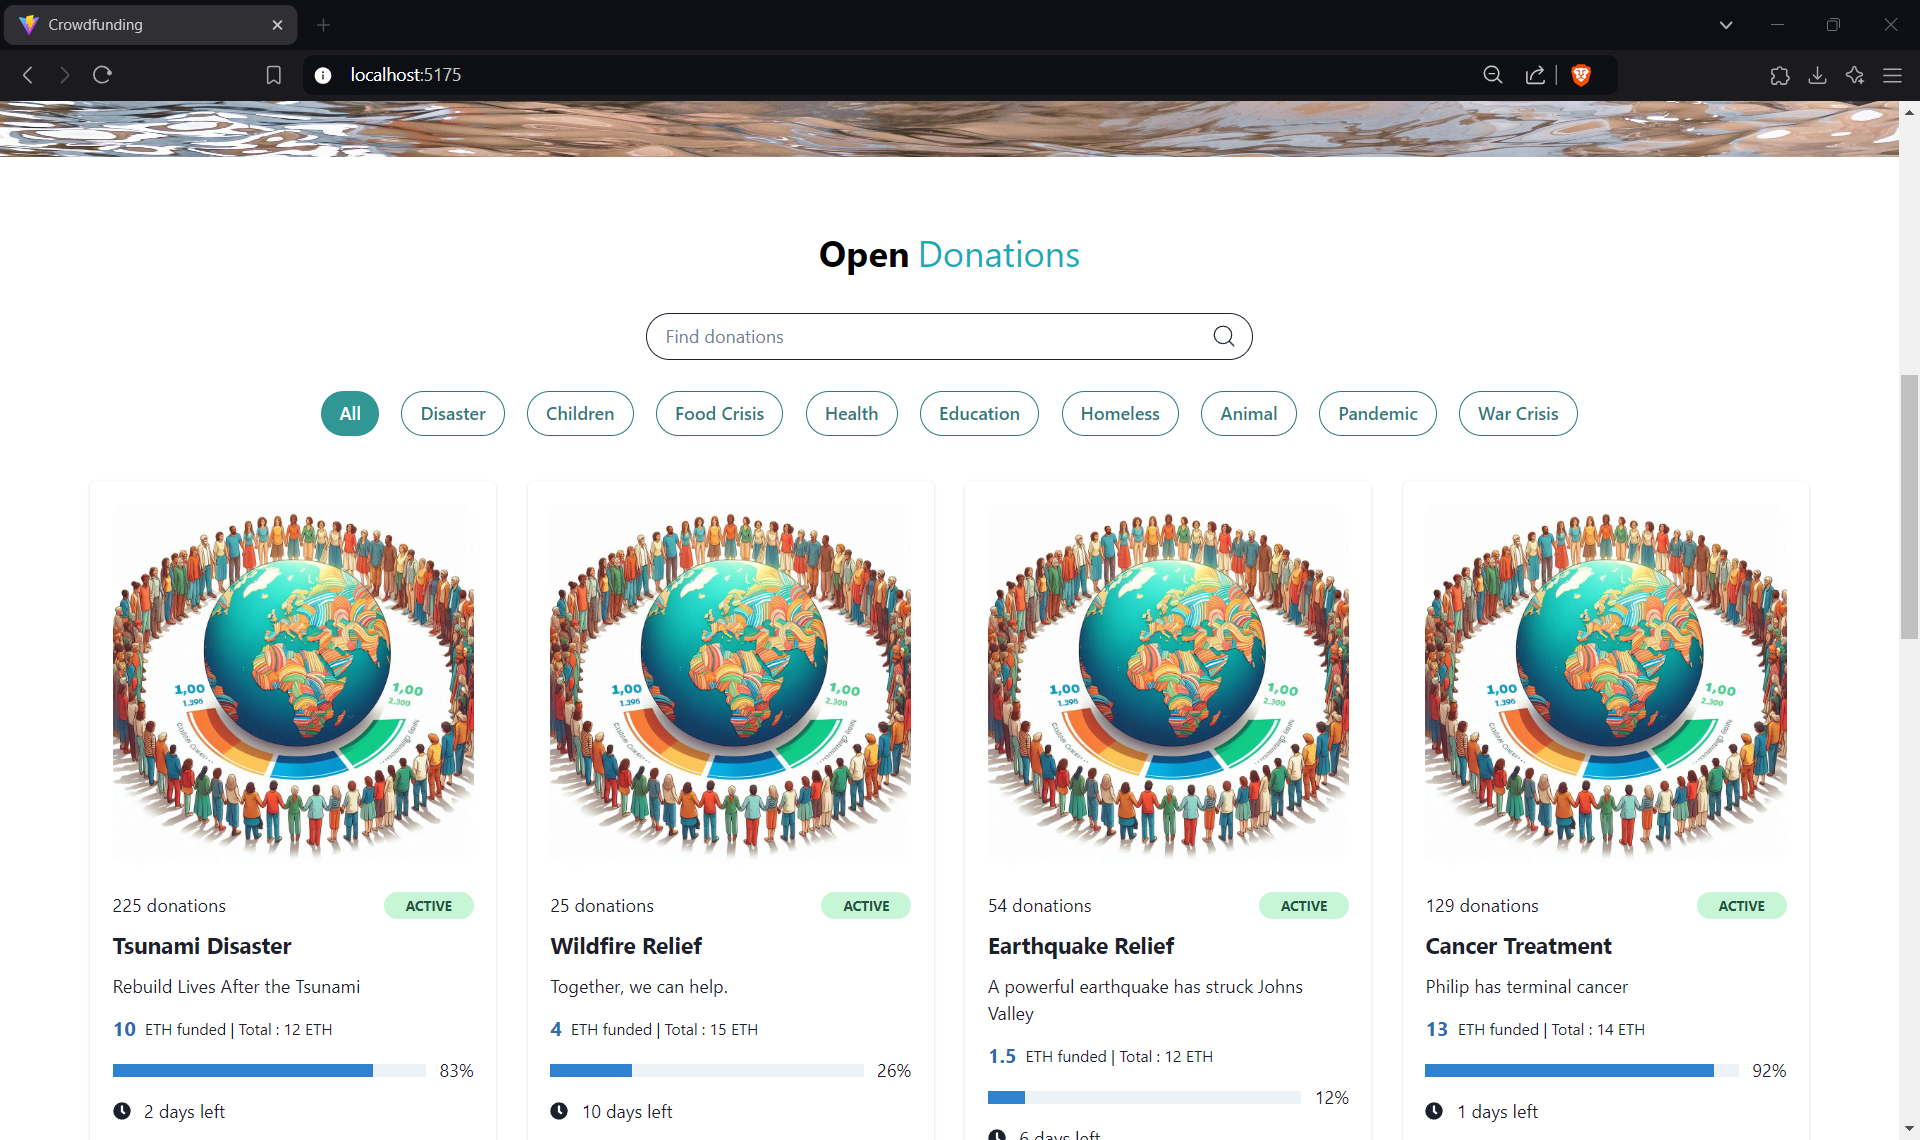 Crowdfunding
localhost:5175
Open Donations
Find donations
All
Disaster
Children
Food Crisis
Health
Education
Homeless
Animal
Pandemic
War Crisis
1,00
1.396
1,00
2.300
1,00
1.396
1,00
2.300
1,00
1.396
1,00
2.300
1,00
1.396
1,00
2.300
225 donations
ACTIVE
Tsunami Disaster
Rebuild Lives After the Tsunami
10 ETH funded | Total : 12 ETH
83%
2 days left
25 donations
ACTIVE
Wildfire Relief
Together, we can help.
4 ETH funded | Total : 15 ETH
26%
10 days left
54 donations
ACTIVE
Earthquake Relief
A powerful earthquake has struck Johns
Valley
1.5 ETH funded | Total : 12 ETH
12%
6 days left
129 donations
ACTIVE
Cancer Treatment
Philip has terminal cancer
13 ETH funded | Total : 14 ETH
92%
1 days left